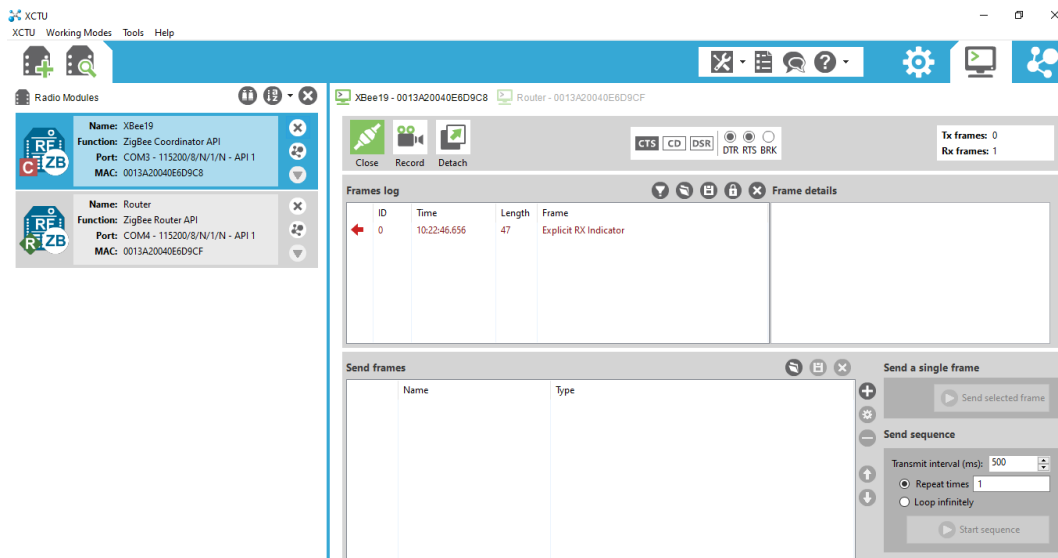 XCTU
XCTU Working Modes Tools Help
Radio Modules
Name: XBee19
Function: ZigBee Coordinator API
Port: COM3 - 115200/8/N/1/N - API 1
MAC: 0013A20040E6D9C8
RF
C ZB
Name: Router
Function: ZigBee Router API
Port: COM4 - 115200/8/N/1/N - API 1
MAC: 0013A20040E6D9CF
RF
R ZB
XBee19 - 0013A20040E6D9C8 Router - 0013A20040E6D9CF
Close Record Detach
CTS CD DSR DTR RTS BRK
Tx frames: 0
Rx frames: 1
Frames log
ID Time Length Frame
0 10:22:46.656 47 Explicit RX Indicator
Frame details
Send frames
Name Type
Send a single frame
Send selected frame
Send sequence
Transmit interval (ms): 500
Repeat times 1
Loop infinitely
Start sequence